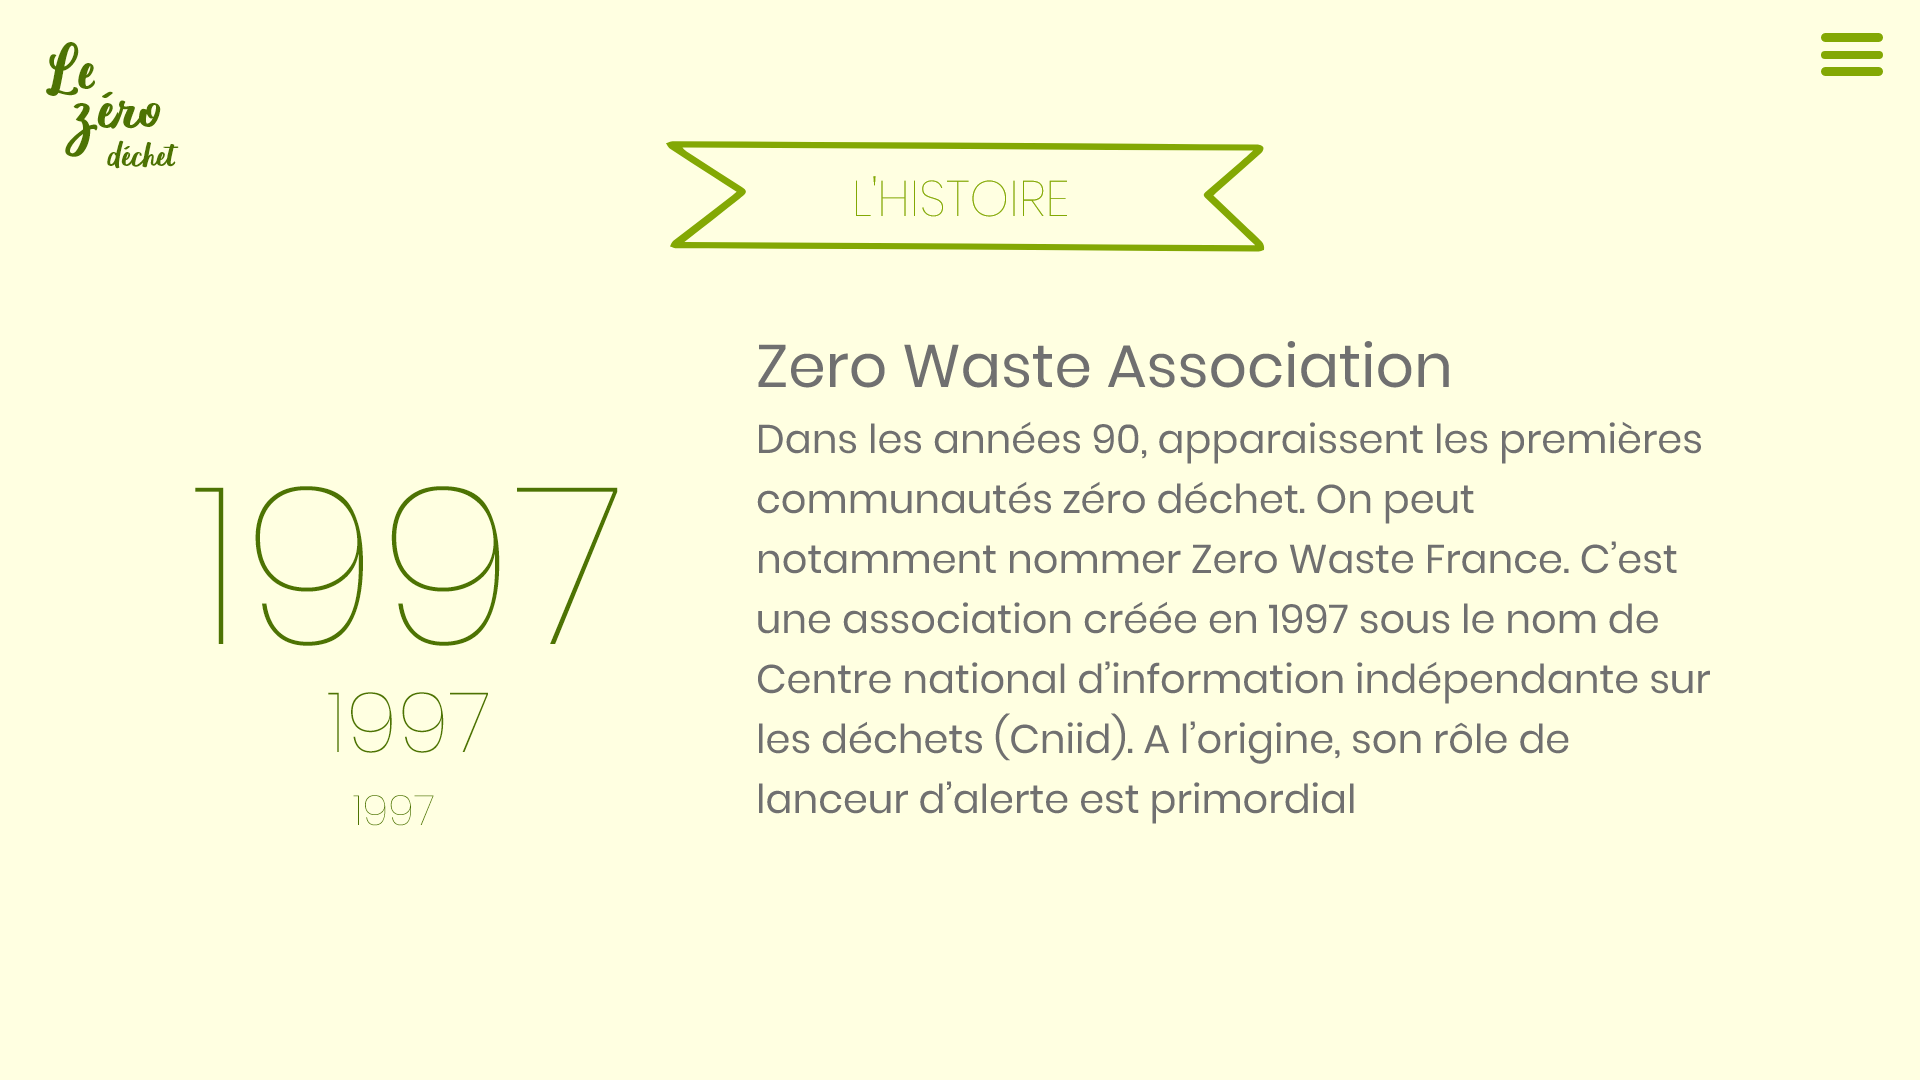 Le
zéro
déchet
L'HISTOIRE
1997
1997
1997
Zero Waste Association
Dans les années 90, apparaissent les premières
communautés zéro déchet. On peut
notamment nommer Zero Waste France. C’est
une association créée en 1997 sous le nom de
Centre national d’information indépendante sur
les déchets (Cniid). A l’origine, son rôle de
lanceur d’alerte est primordial